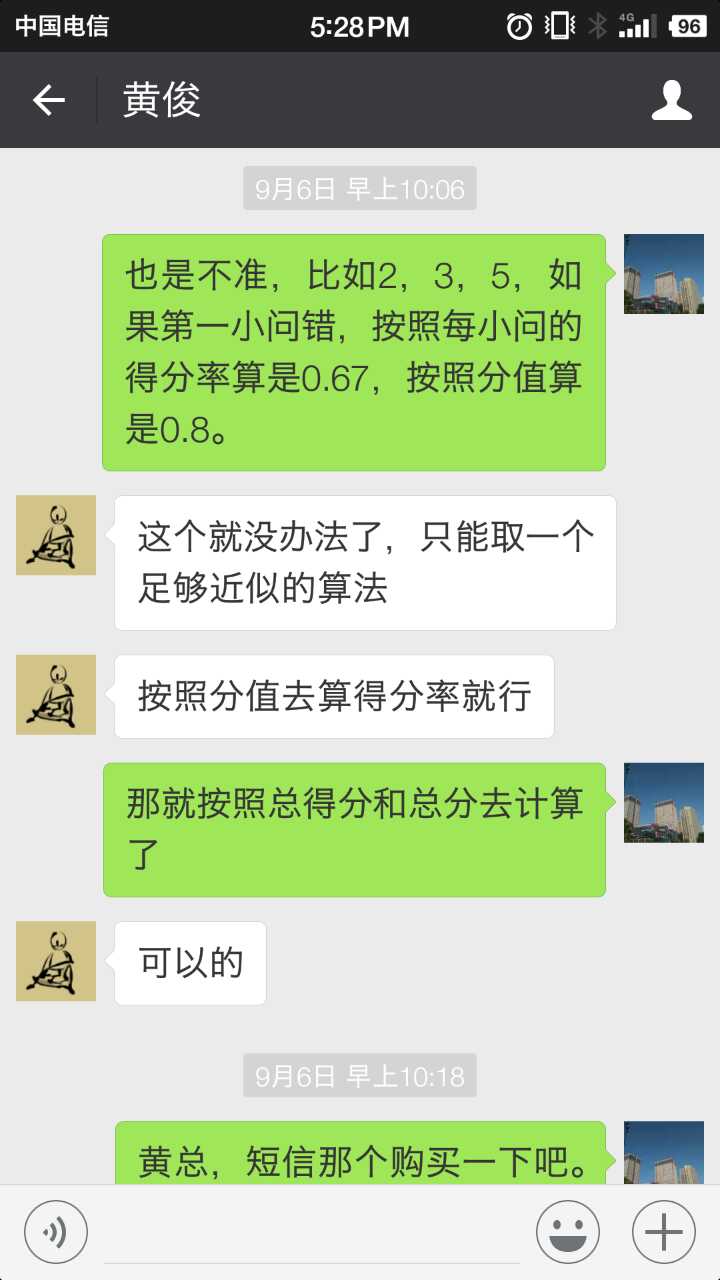 中国电信 5:28PM 4G 96
黄俊
9月6日 早上10:06
也是不准，比如2，3，5，如
果第一小问错，按照每小问的
得分率算是0.67，按照分值算
是0.8。
这个就没办法了，只能取一个
足够近似的算法
按照分值去算得分率就行
那就按照总得分和总分去计算
了
可以的
9月6日 早上10:18
黄总，短信那个购买一下吧。